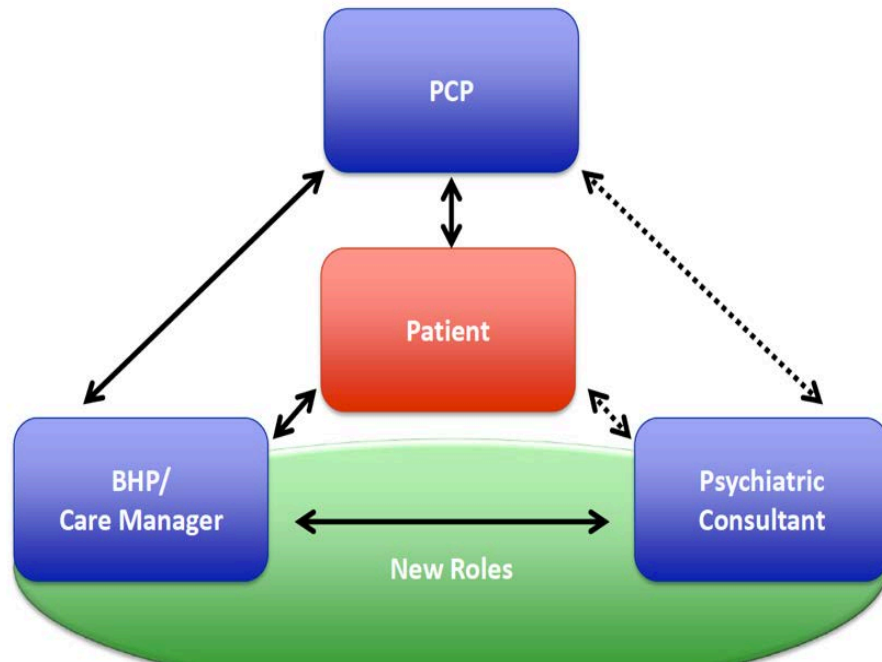 PCP
Patient
BHP/
Care Manager
Psychiatric
Consultant
New Roles